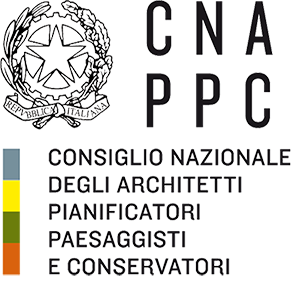 CNA
PPC
REPVBBLICA ITALIANA
CONSIGLIO NAZIONALE
DEGLI ARCHITETTI
PIANIFICATORI
PAESAGGISTI
E CONSERVATORI